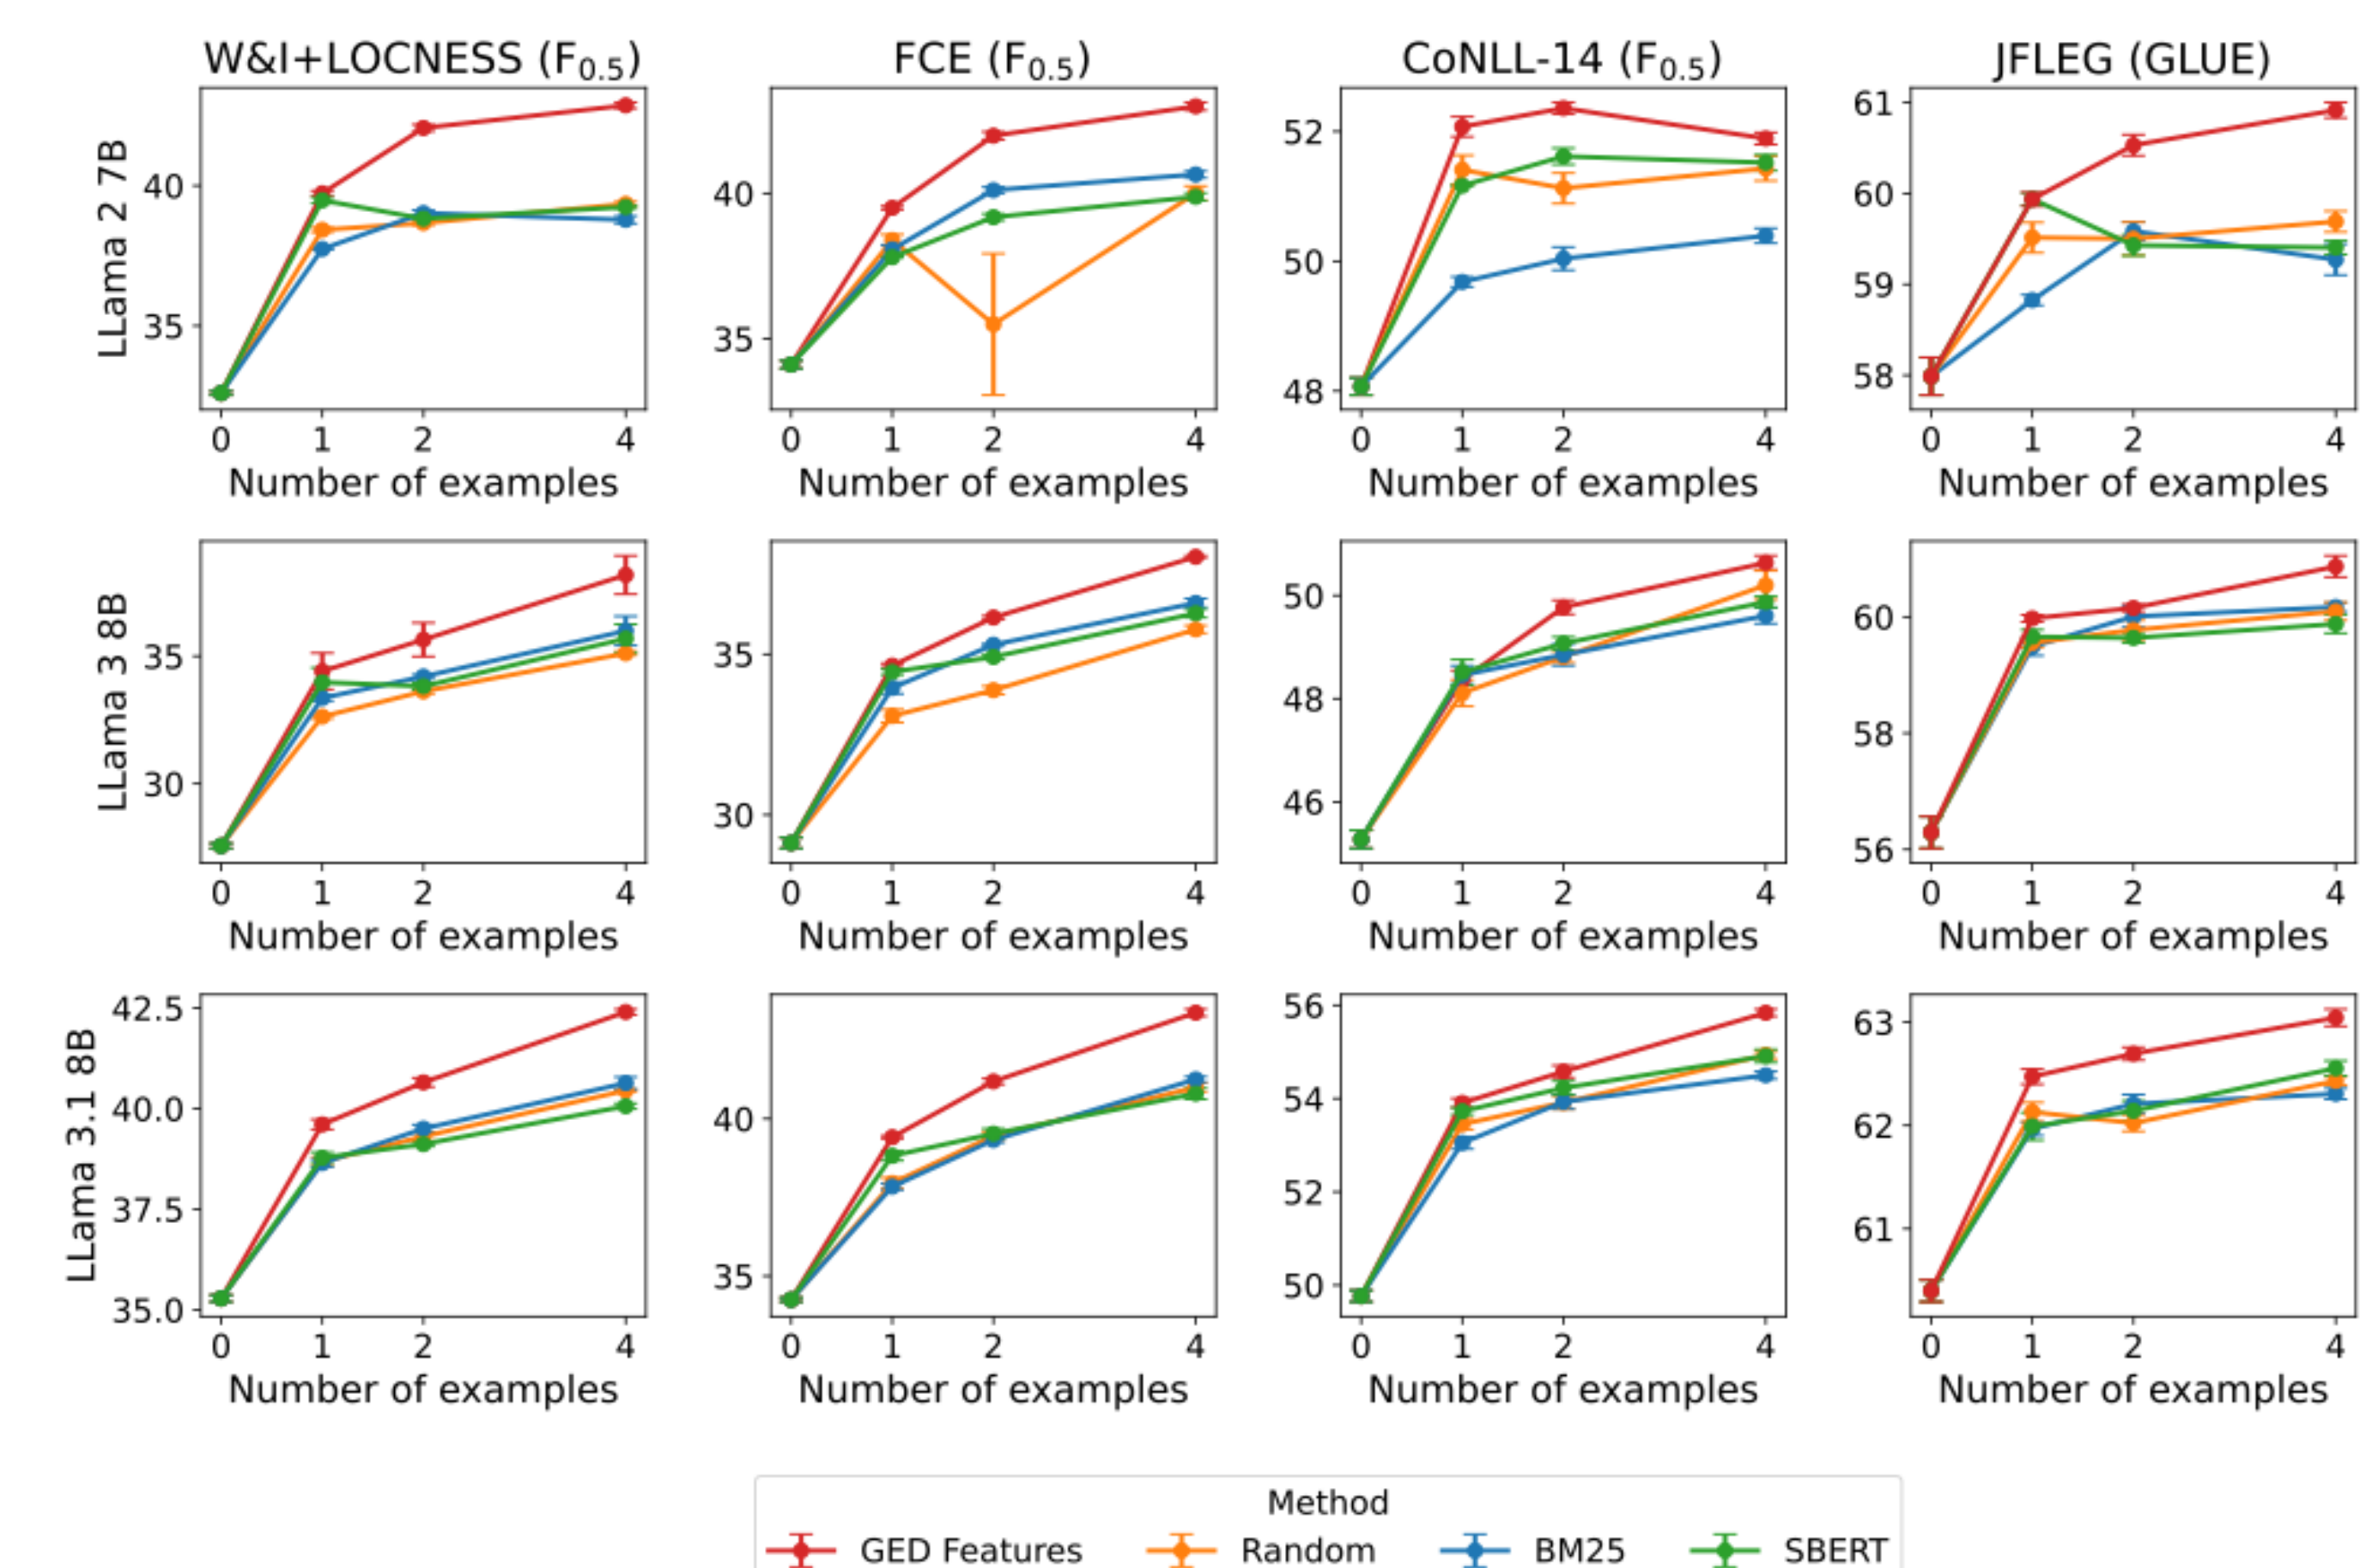 W&I+LOCNESS (F0.5) FCE (F0.5) CoNLL-14 (F0.5) JFLEG (GLUE)
LLama 2 7B
40
35
0 1 2 4
Number of examples
40
35
0 1 2 4
Number of examples
52
50
48
0 1 2 4
Number of examples
61
60
59
58
0 1 2 4
Number of examples
LLama 3 8B
35
30
0 1 2 4
Number of examples
35
30
0 1 2 4
Number of examples
50
48
46
0 1 2 4
Number of examples
60
58
56
0 1 2 4
Number of examples
LLama 3.1 8B
42.5
40.0
37.5
35.0
0 1 2 4
Number of examples
40
35
0 1 2 4
Number of examples
56
54
52
50
0 1 2 4
Number of examples
63
62
61
0 1 2 4
Number of examples
Method
GED Features Random BM25 SBERT